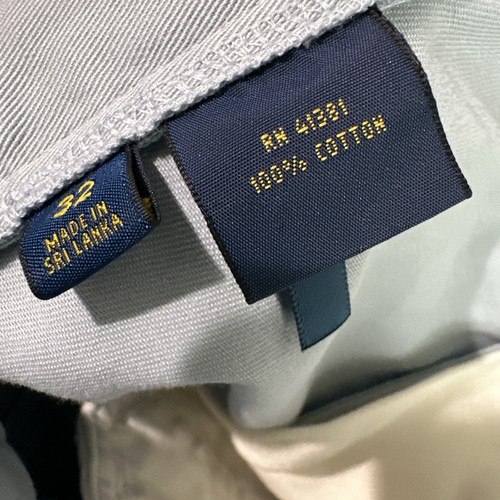 32
MADE IN
SRI LANKA
RN 41381
100% COTTON